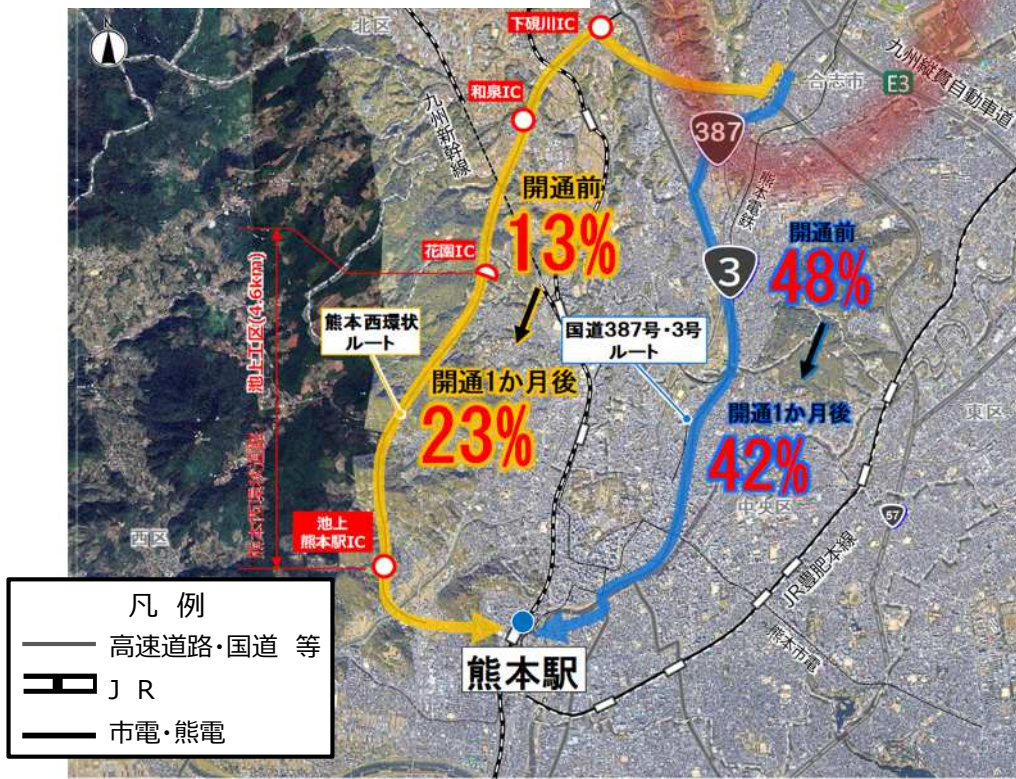 N
北区
下硯川IC
九州縦貫自動車道
合志市
E3
和泉IC
九州新幹線
387
熊本電鉄
開通前
13%
開通前
48%
花園IC
3
池上工区(4.6km)
熊本西環状
ルート
国道387号・3号
ルート
開通1か月後
23%
開通1か月後
42%
東区
中央区
57
西区
池上
熊本駅IC
JR豊肥本線
熊本市電
熊本駅
凡 例
高速道路・国道 等
J R
市電・熊電